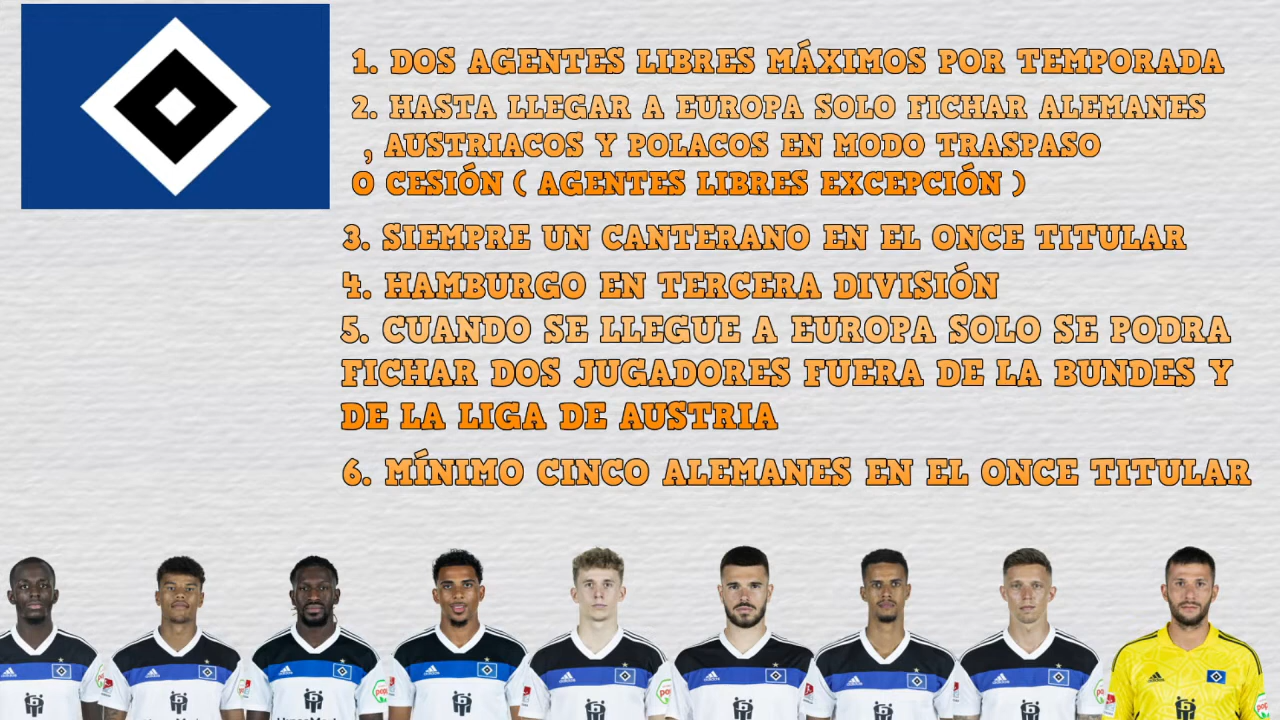 1. DOS AGENTES LIBRES MÁXIMOS POR TEMPORADA
2. HASTA LLEGAR A EUROPA SOLO FICHAR ALEMANES
, AUSTRIACOS Y POLACOS EN MODO TRASPASO
O CESIÓN ( AGENTES LIBRES EXCEPCIÓN )
3. SIEMPRE UN CANTERANO EN EL ONCE TITULAR
4. HAMBURGO EN TERCERA DIVISIÓN
5. CUANDO SE LLEGUE A EUROPA SOLO SE PODRA
FICHAR DOS JUGADORES FUERA DE LA BUNDES Y
DE LA LIGA DE AUSTRIA
6. MÍNIMO CINCO ALEMANES EN EL ONCE TITULAR